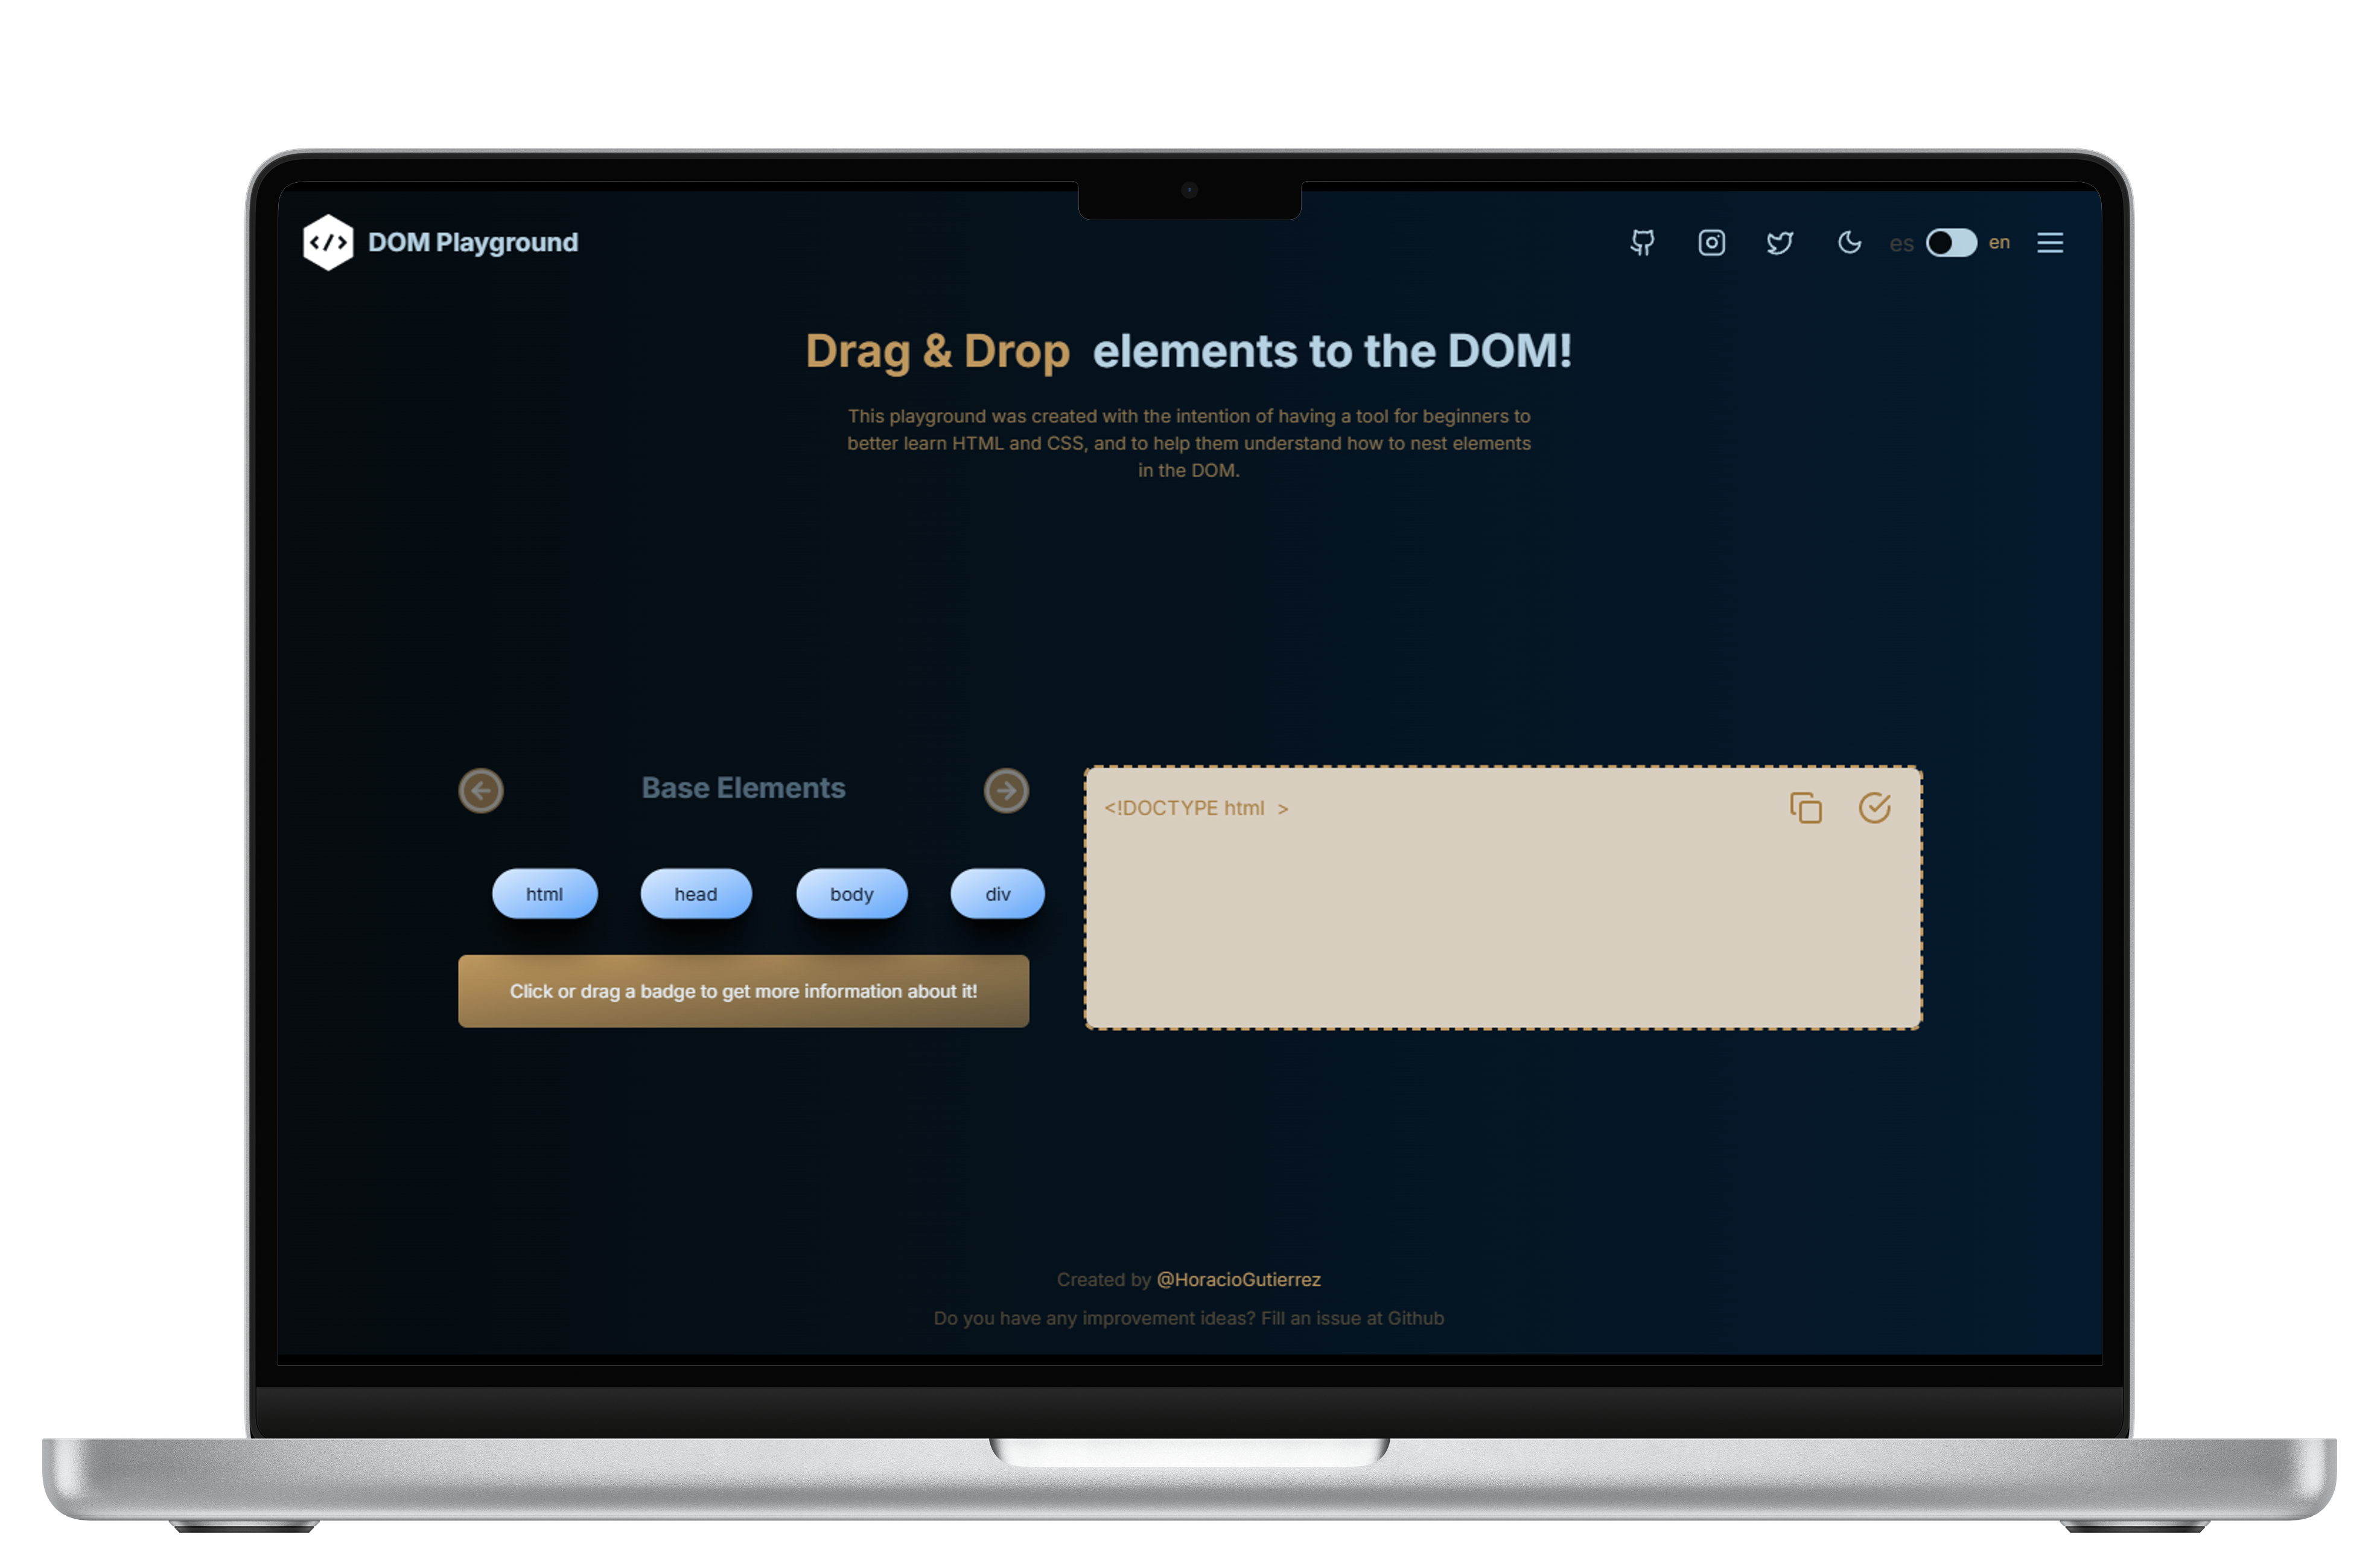 DOM Playground
es
en
Drag & Drop elements to the DOM!
This playground was created with the intention of having a tool for beginners to
better learn HTML and CSS, and to help them understand how to nest elements
in the DOM.
Base Elements
html
head
body
div
Click or drag a badge to get more information about it!
<!DOCTYPE html >
Created by @HoracioGutierrez
Do you have any improvement ideas? Fill an issue at Github